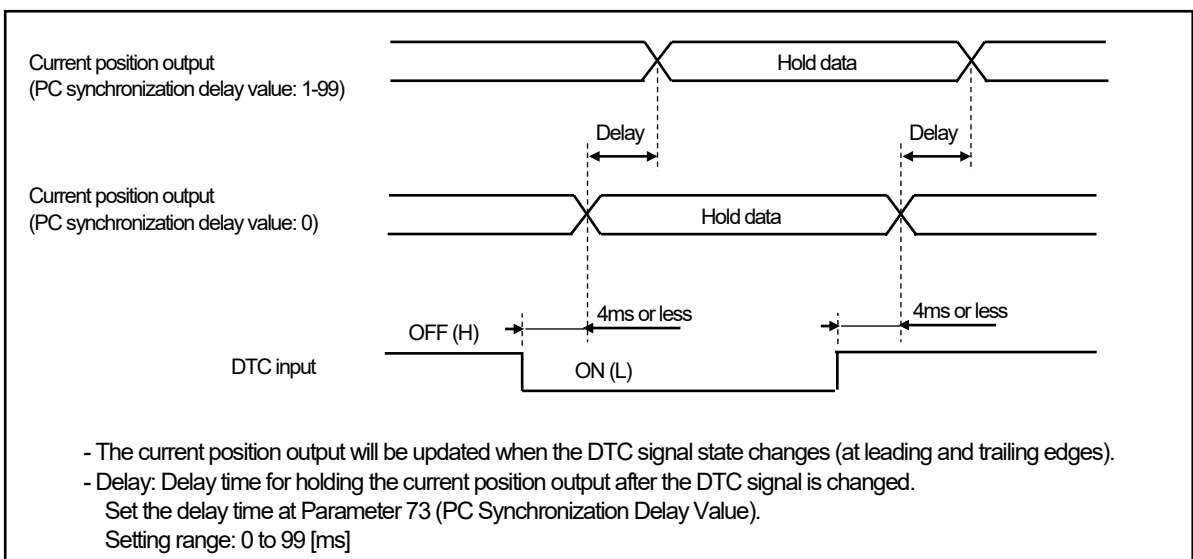 Current position output
(PC synchronization delay value: 1-99)
Hold data
Delay
Delay
Current position output
(PC synchronization delay value: 0)
Hold data
4ms or less
4ms or less
OFF (H)
DTC input
ON (L)
- The current position output will be updated when the DTC signal state changes (at leading and trailing edges).
- Delay: Delay time for holding the current position output after the DTC signal is changed.
Set the delay time at Parameter 73 (PC Synchronization Delay Value).
Setting range: 0 to 99 [ms]